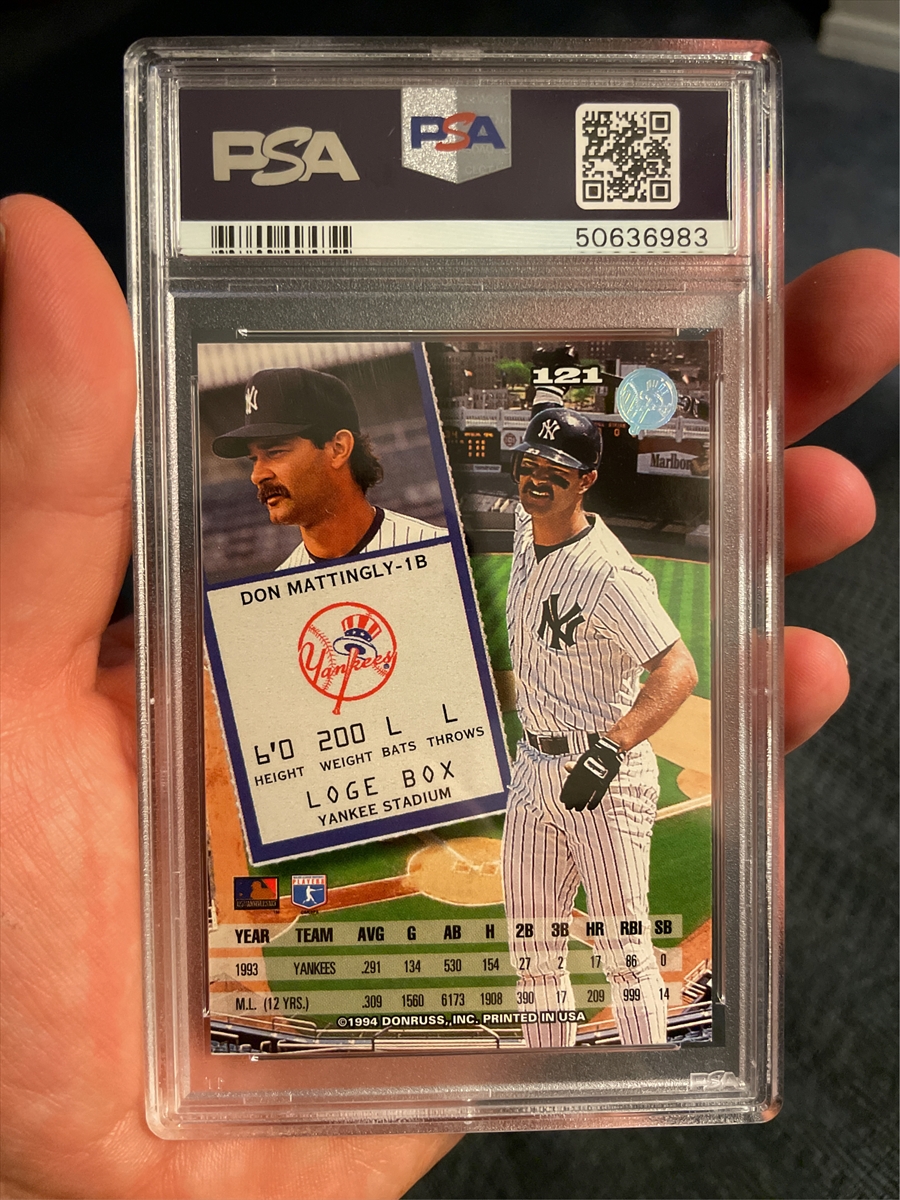 PSA
PSA
50636983
121
Marlboro
DON MATTINGLY-1B
Yankees
6'0 200 L L
HEIGHT WEIGHT BATS THROWS
LOGE BOX
YANKEE STADIUM
YEAR TEAM AVG G AB H 2B 3B HR RBI SB
1993 YANKEES .291 134 530 154 27 2 17 86 0
M.L. (12 YRS.) .309 1560 6173 1908 390 17 209 999 14
©1994 DONRUSS,, INC. PRINTED IN USA
PSA